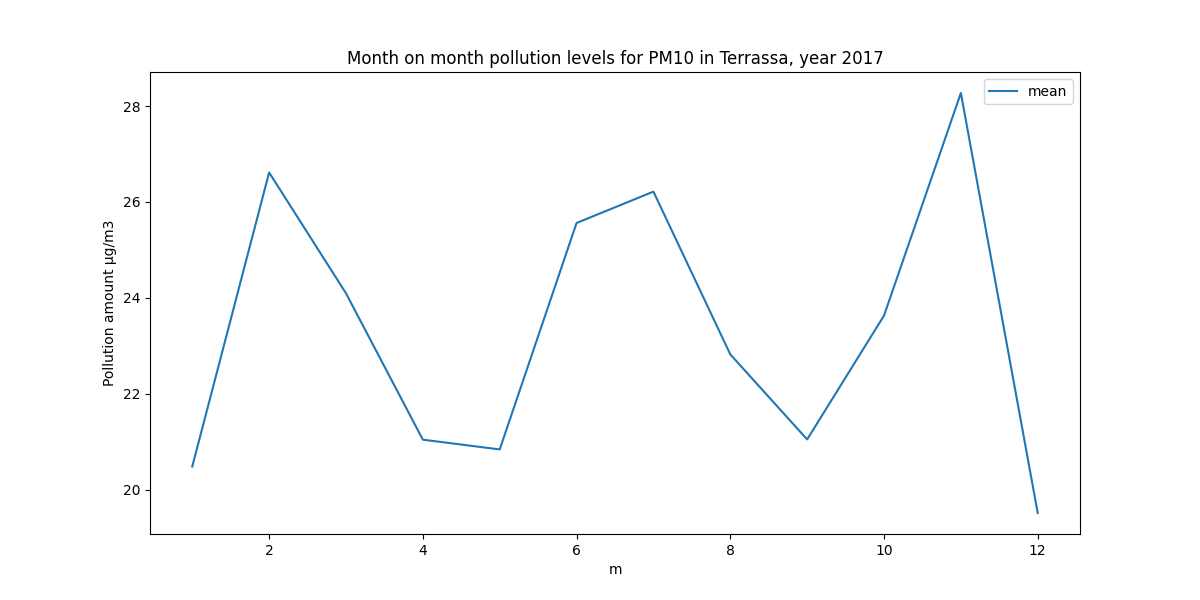 Month on month pollution levels for PM10 in Terrassa, year 2017
mean
28
26
24
22
20
Pollution amount µg/m3
2 4 6 8 10 12
m